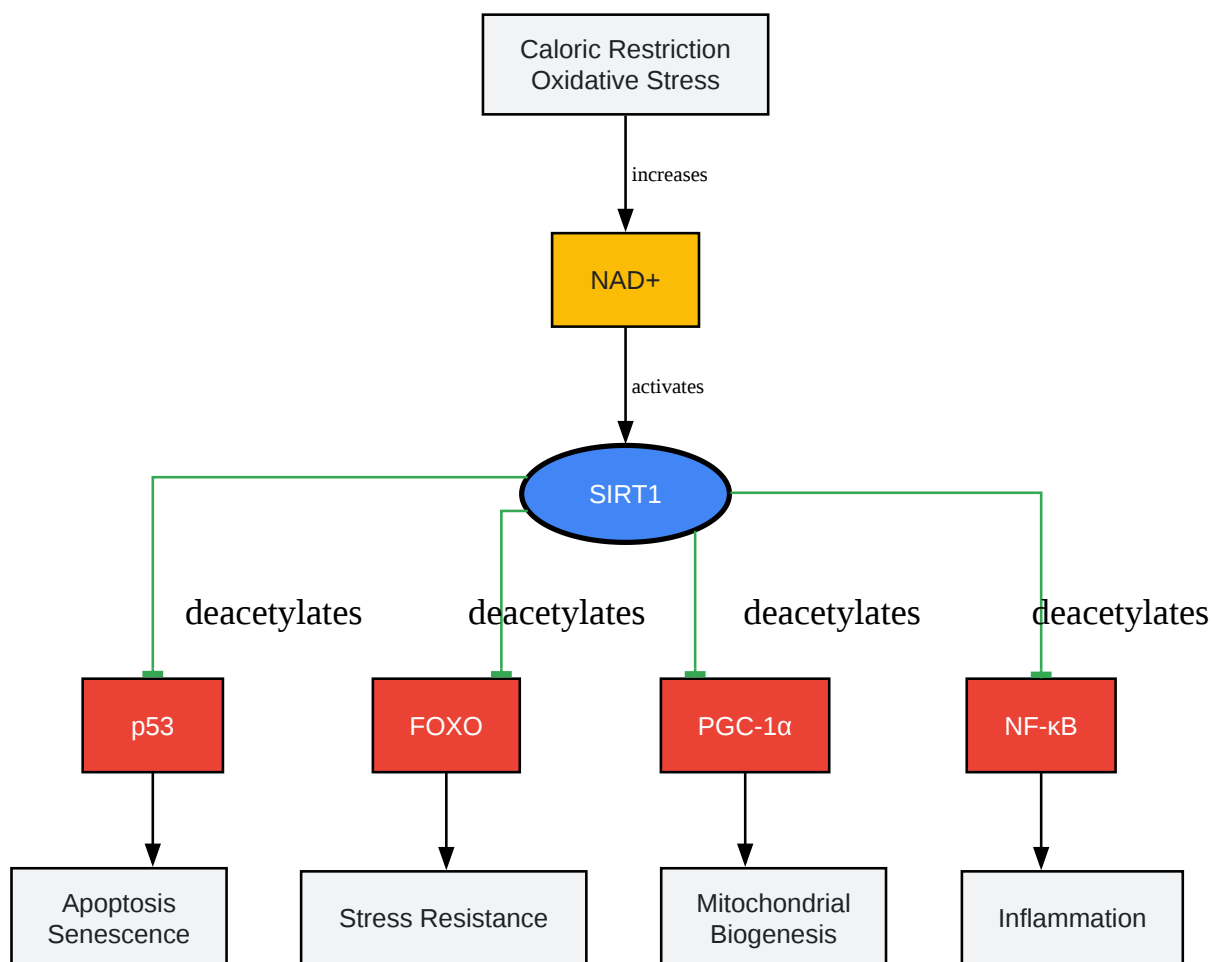 Caloric Restriction
Oxidative Stress
increases
NAD+
activates
SIRT1
deacetylates
deacetylates
deacetylates
deacetylates
p53
FOXO
PGC-1α
NF-κB
Apoptosis
Senescence
Stress Resistance
Mitochondrial
Biogenesis
Inflammation